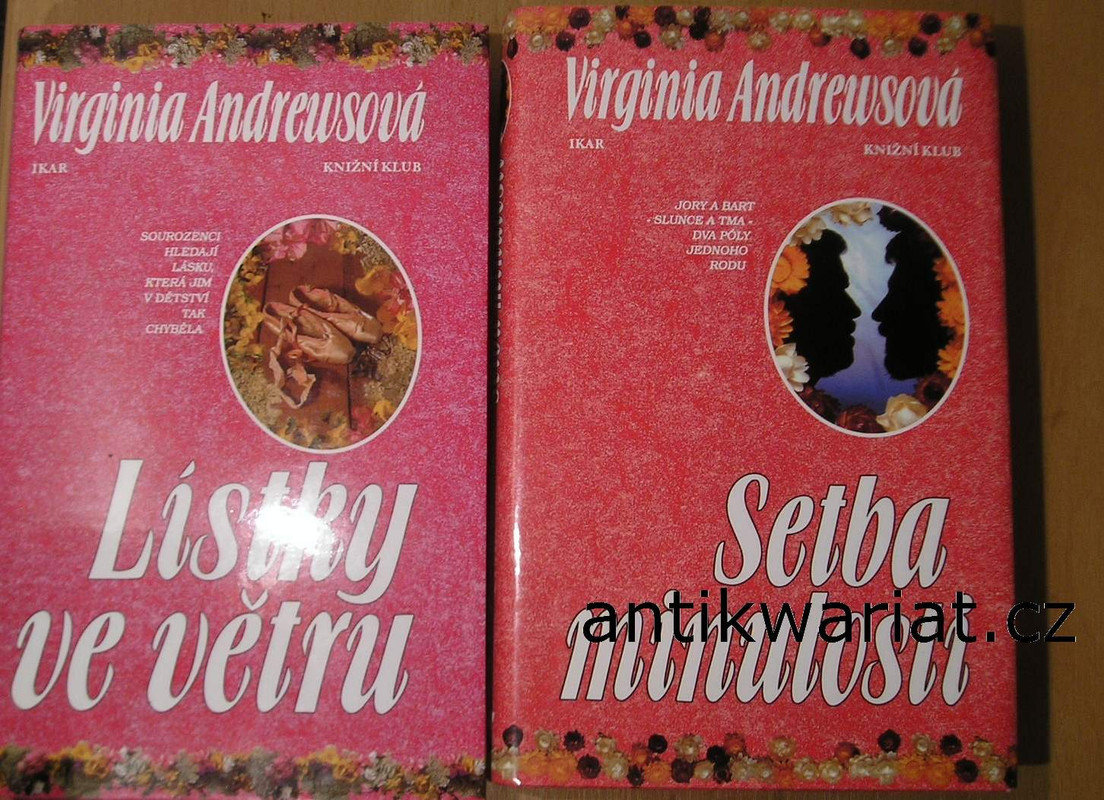 Virginia Andrewsová
IKAR
KNIŽNÍ KLUB
SOUROZENCI
HLEDAJÍ
LÁSKU,
KTERÁ JIM
V DĚTSTVÍ
TAK
CHYBĚLA
Lístky
ve větru
Virginia Andrewsová
IKAR
KNIŽNÍ KLUB
JORY A BART
- SLUNCE A TMA -
DVA PÓLY
JEDNOHO
RODU
Setba
minulosti
antikwariat.cz